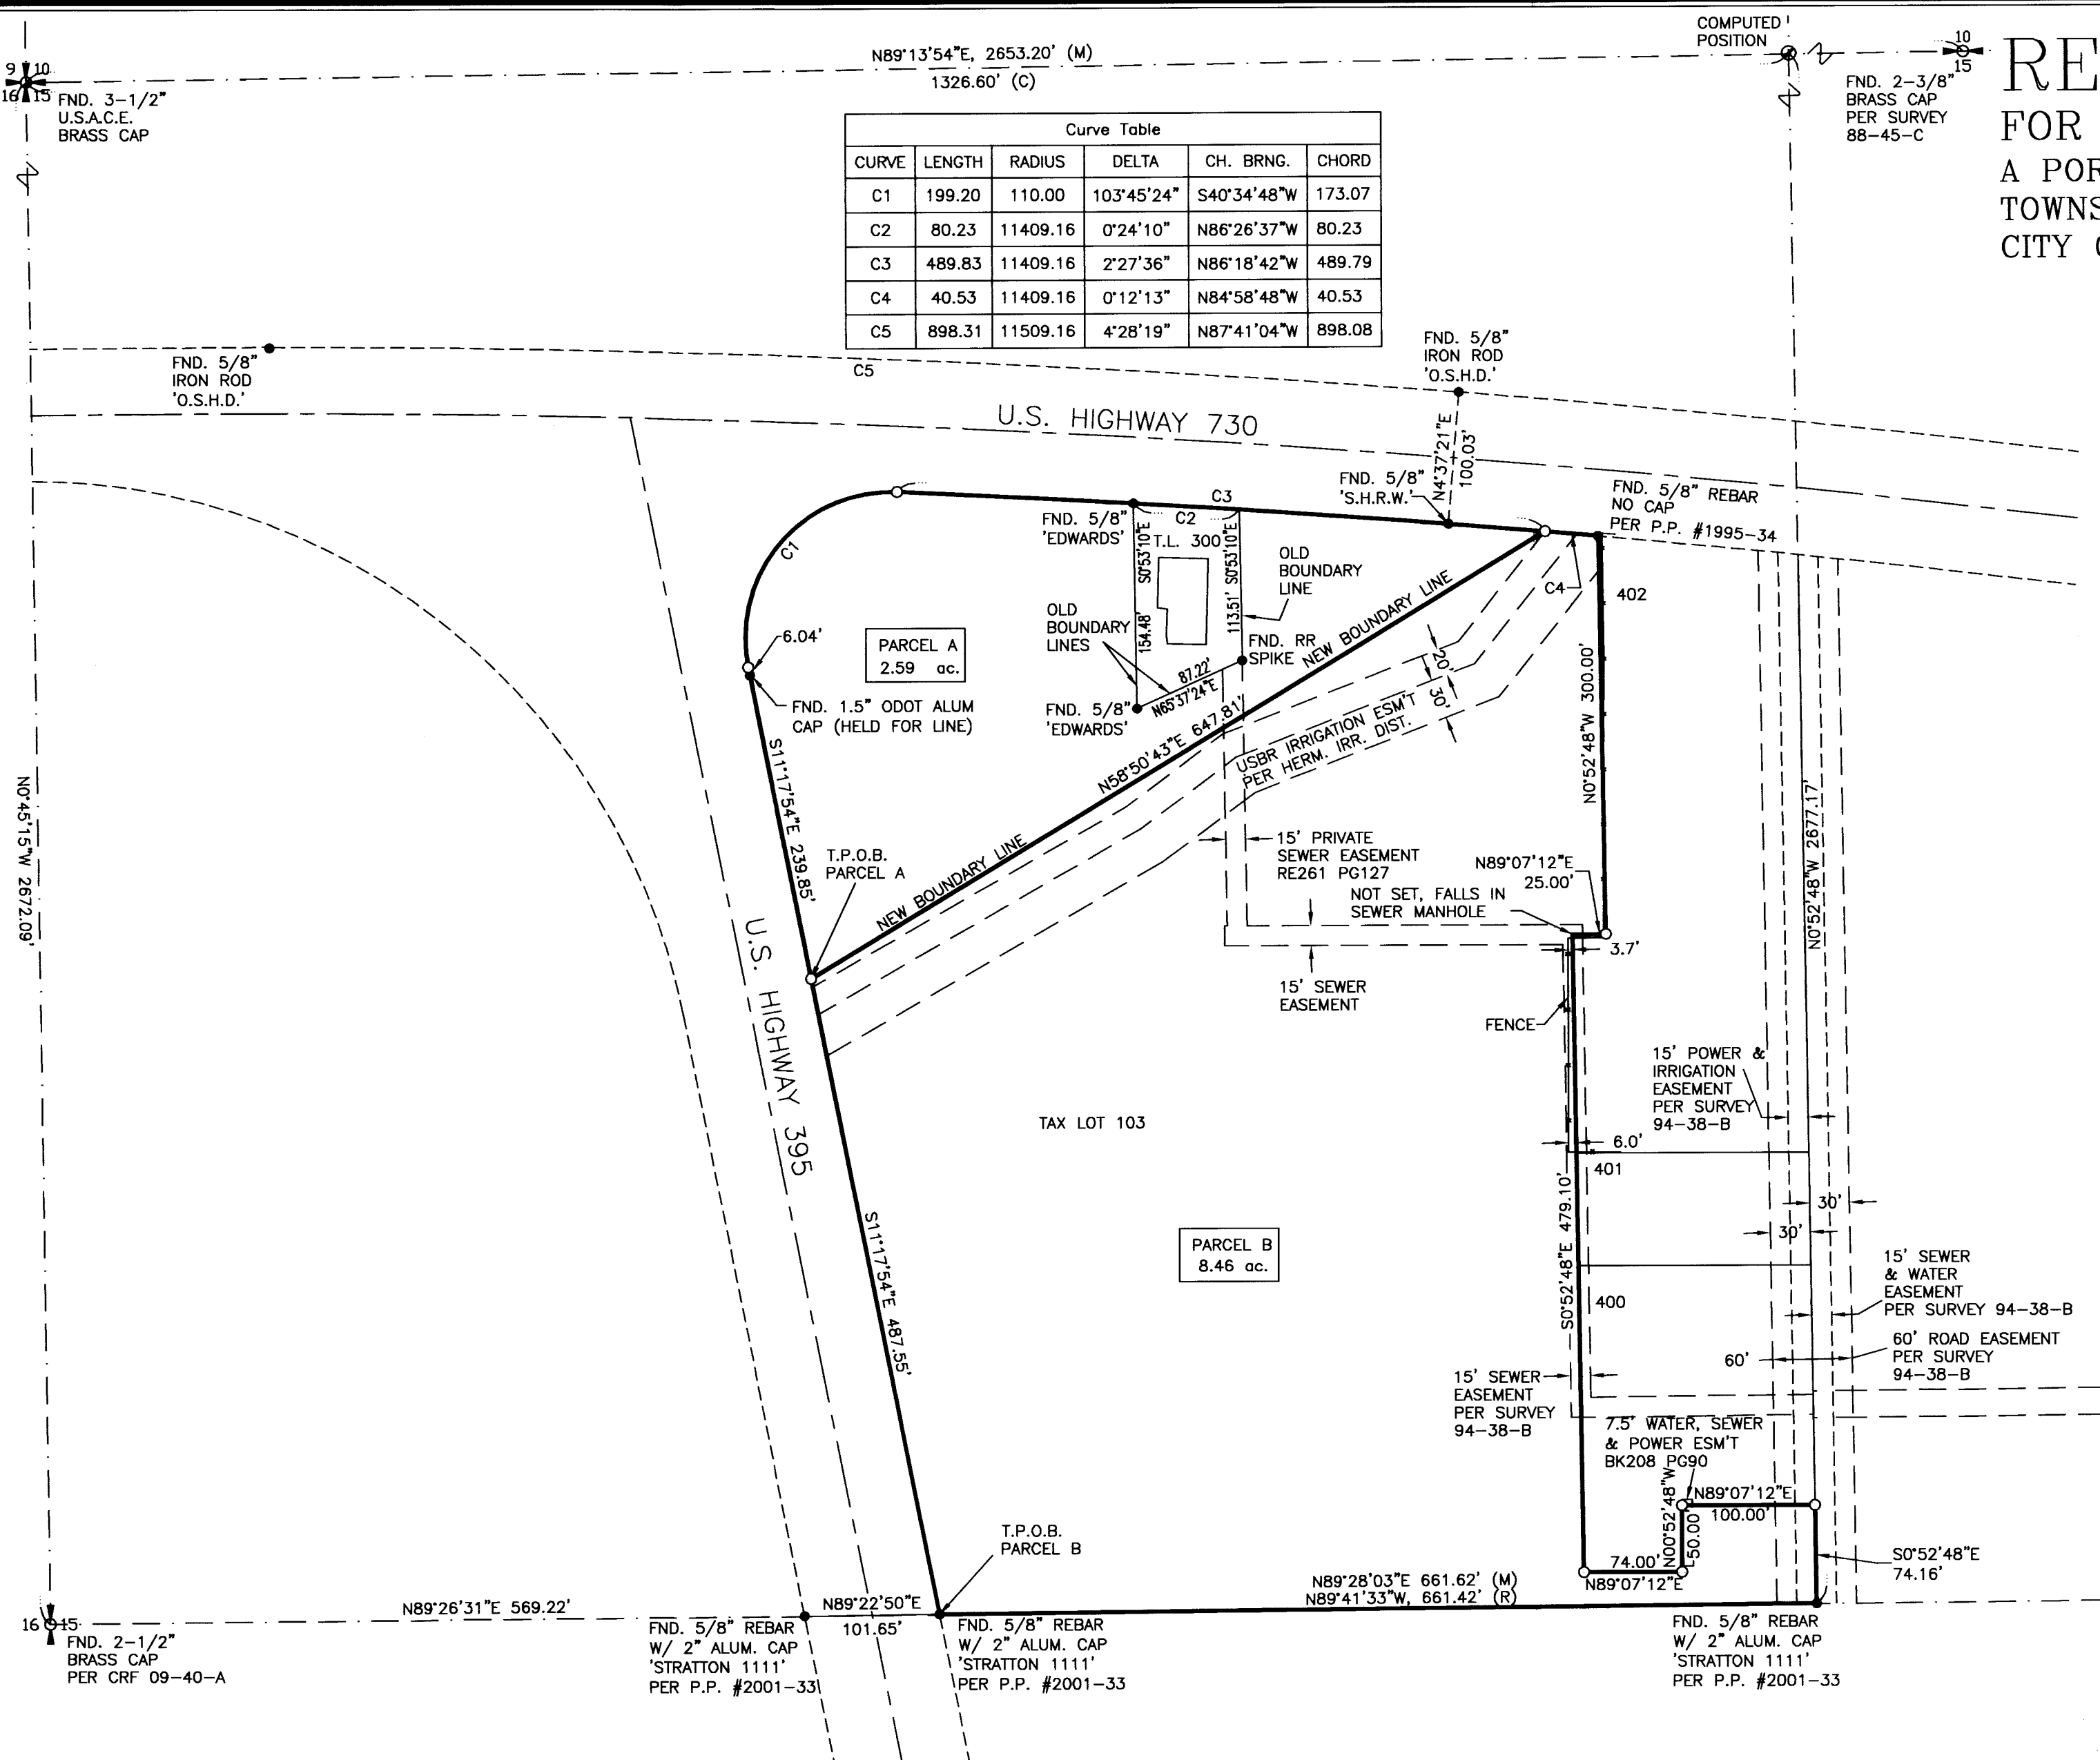 COMPUTED
POSITION
N89°13'54"E, 2653.20' (M)
1326.60' (C)
9 10
16 15
FND. 3-1/2"
U.S.A.C.E.
BRASS CAP
10
15
FND. 2-3/8"
BRASS CAP
PER SURVEY
88-45-C
RE
FOR
A POR
TOWNS
CITY
Curve Table
CURVE LENGTH RADIUS DELTA CH. BRNG. CHORD
C1 199.20 110.00 103°45'24" S40°34'48"W 173.07
C2 80.23 11409.16 0°24'10" N86°26'37"W 80.23
C3 489.83 11409.16 2°27'36" N86°18'42"W 489.79
C4 40.53 11409.16 0°12'13" N84°58'48"W 40.53
C5 898.31 11509.16 4°28'19" N87°41'04"W 898.08
FND. 5/8"
IRON ROD
'O.S.H.D.'
C5
FND. 5/8"
IRON ROD
'O.S.H.D.'
U.S. HIGHWAY 730
N4°37'21"E
100.03'
FND. 5/8"
'S.H.R.W.'
FND. 5/8" REBAR
NO CAP
PER P.P. #1995-34
C1
C3
C2
FND. 5/8"
'EDWARDS'
T.L. 300
S0°53'10"E
154.48'
S0°53'10"E
113.51'
OLD
BOUNDARY
LINE
OLD
BOUNDARY
LINES
C4
402
6.04'
PARCEL A
2.59 ac.
FND. RR
SPIKE
87.22'
N65°37'24"E
FND. 5/8"
'EDWARDS'
NEW BOUNDARY LINE
20'
30'
FND. 1.5" ODOT ALUM
CAP (HELD FOR LINE)
N58°50'43"E 647.81'
USBR IRRIGATION ESM'T
PER HERM. IRR. DIST.
N0°52'48"W 300.00'
S11°17'54"E 239.85'
N0°45'15"W 2672.09'
N0°52'48"W 2677.17'
T.P.O.B.
PARCEL A
NEW BOUNDARY LINE
15' PRIVATE
SEWER EASEMENT
RE261 PG127
N89°07'12"E
25.00'
NOT SET, FALLS IN
SEWER MANHOLE
3.7'
15' SEWER
EASEMENT
FENCE
U.S. HIGHWAY 395
15' POWER &
IRRIGATION
EASEMENT
PER SURVEY
94-38-B
TAX LOT 103
6.0'
401
S0°52'48"E 479.10'
30'
30'
S11°17'54"E 487.55'
PARCEL B
8.46 ac.
15' SEWER
& WATER
EASEMENT
PER SURVEY 94-38-B
400
60' ROAD EASEMENT
PER SURVEY
94-38-B
60'
15' SEWER
EASEMENT
PER SURVEY
94-38-B
7.5' WATER, SEWER
& POWER ESM'T
BK208 PG90
N00°52'48"W
50.00'
N89°07'12"E
100.00'
T.P.O.B.
PARCEL B
74.00'
N89°07'12"E
S0°52'48"E
74.16'
N89°28'03"E 661.62' (M)
N89°41'33"W, 661.42' (R)
N89°26'31"E 569.22'
N89°22'50"E
101.65'
16 15
FND. 2-1/2"
BRASS CAP
PER CRF 09-40-A
FND. 5/8" REBAR
W/ 2" ALUM. CAP
'STRATTON 1111'
PER P.P. #2001-33
FND. 5/8" REBAR
W/ 2" ALUM. CAP
'STRATTON 1111'
PER P.P. #2001-33
FND. 5/8" REBAR
W/ 2" ALUM. CAP
'STRATTON 1111'
PER P.P. #2001-33